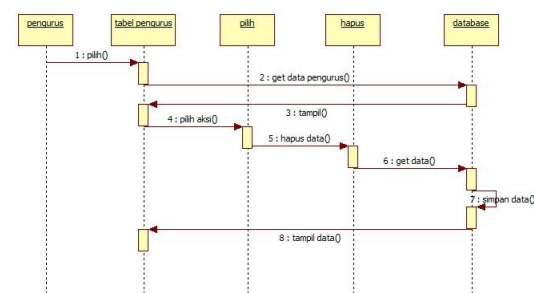 pengurus
tabel pengurus
pilih
hapus
database
1 : pilih()
2 : get data pengurus()
3 : tampil()
4 : pilih aksi()
5 : hapus data()
6 : get data()
7 : simpan data()
8 : tampil data()